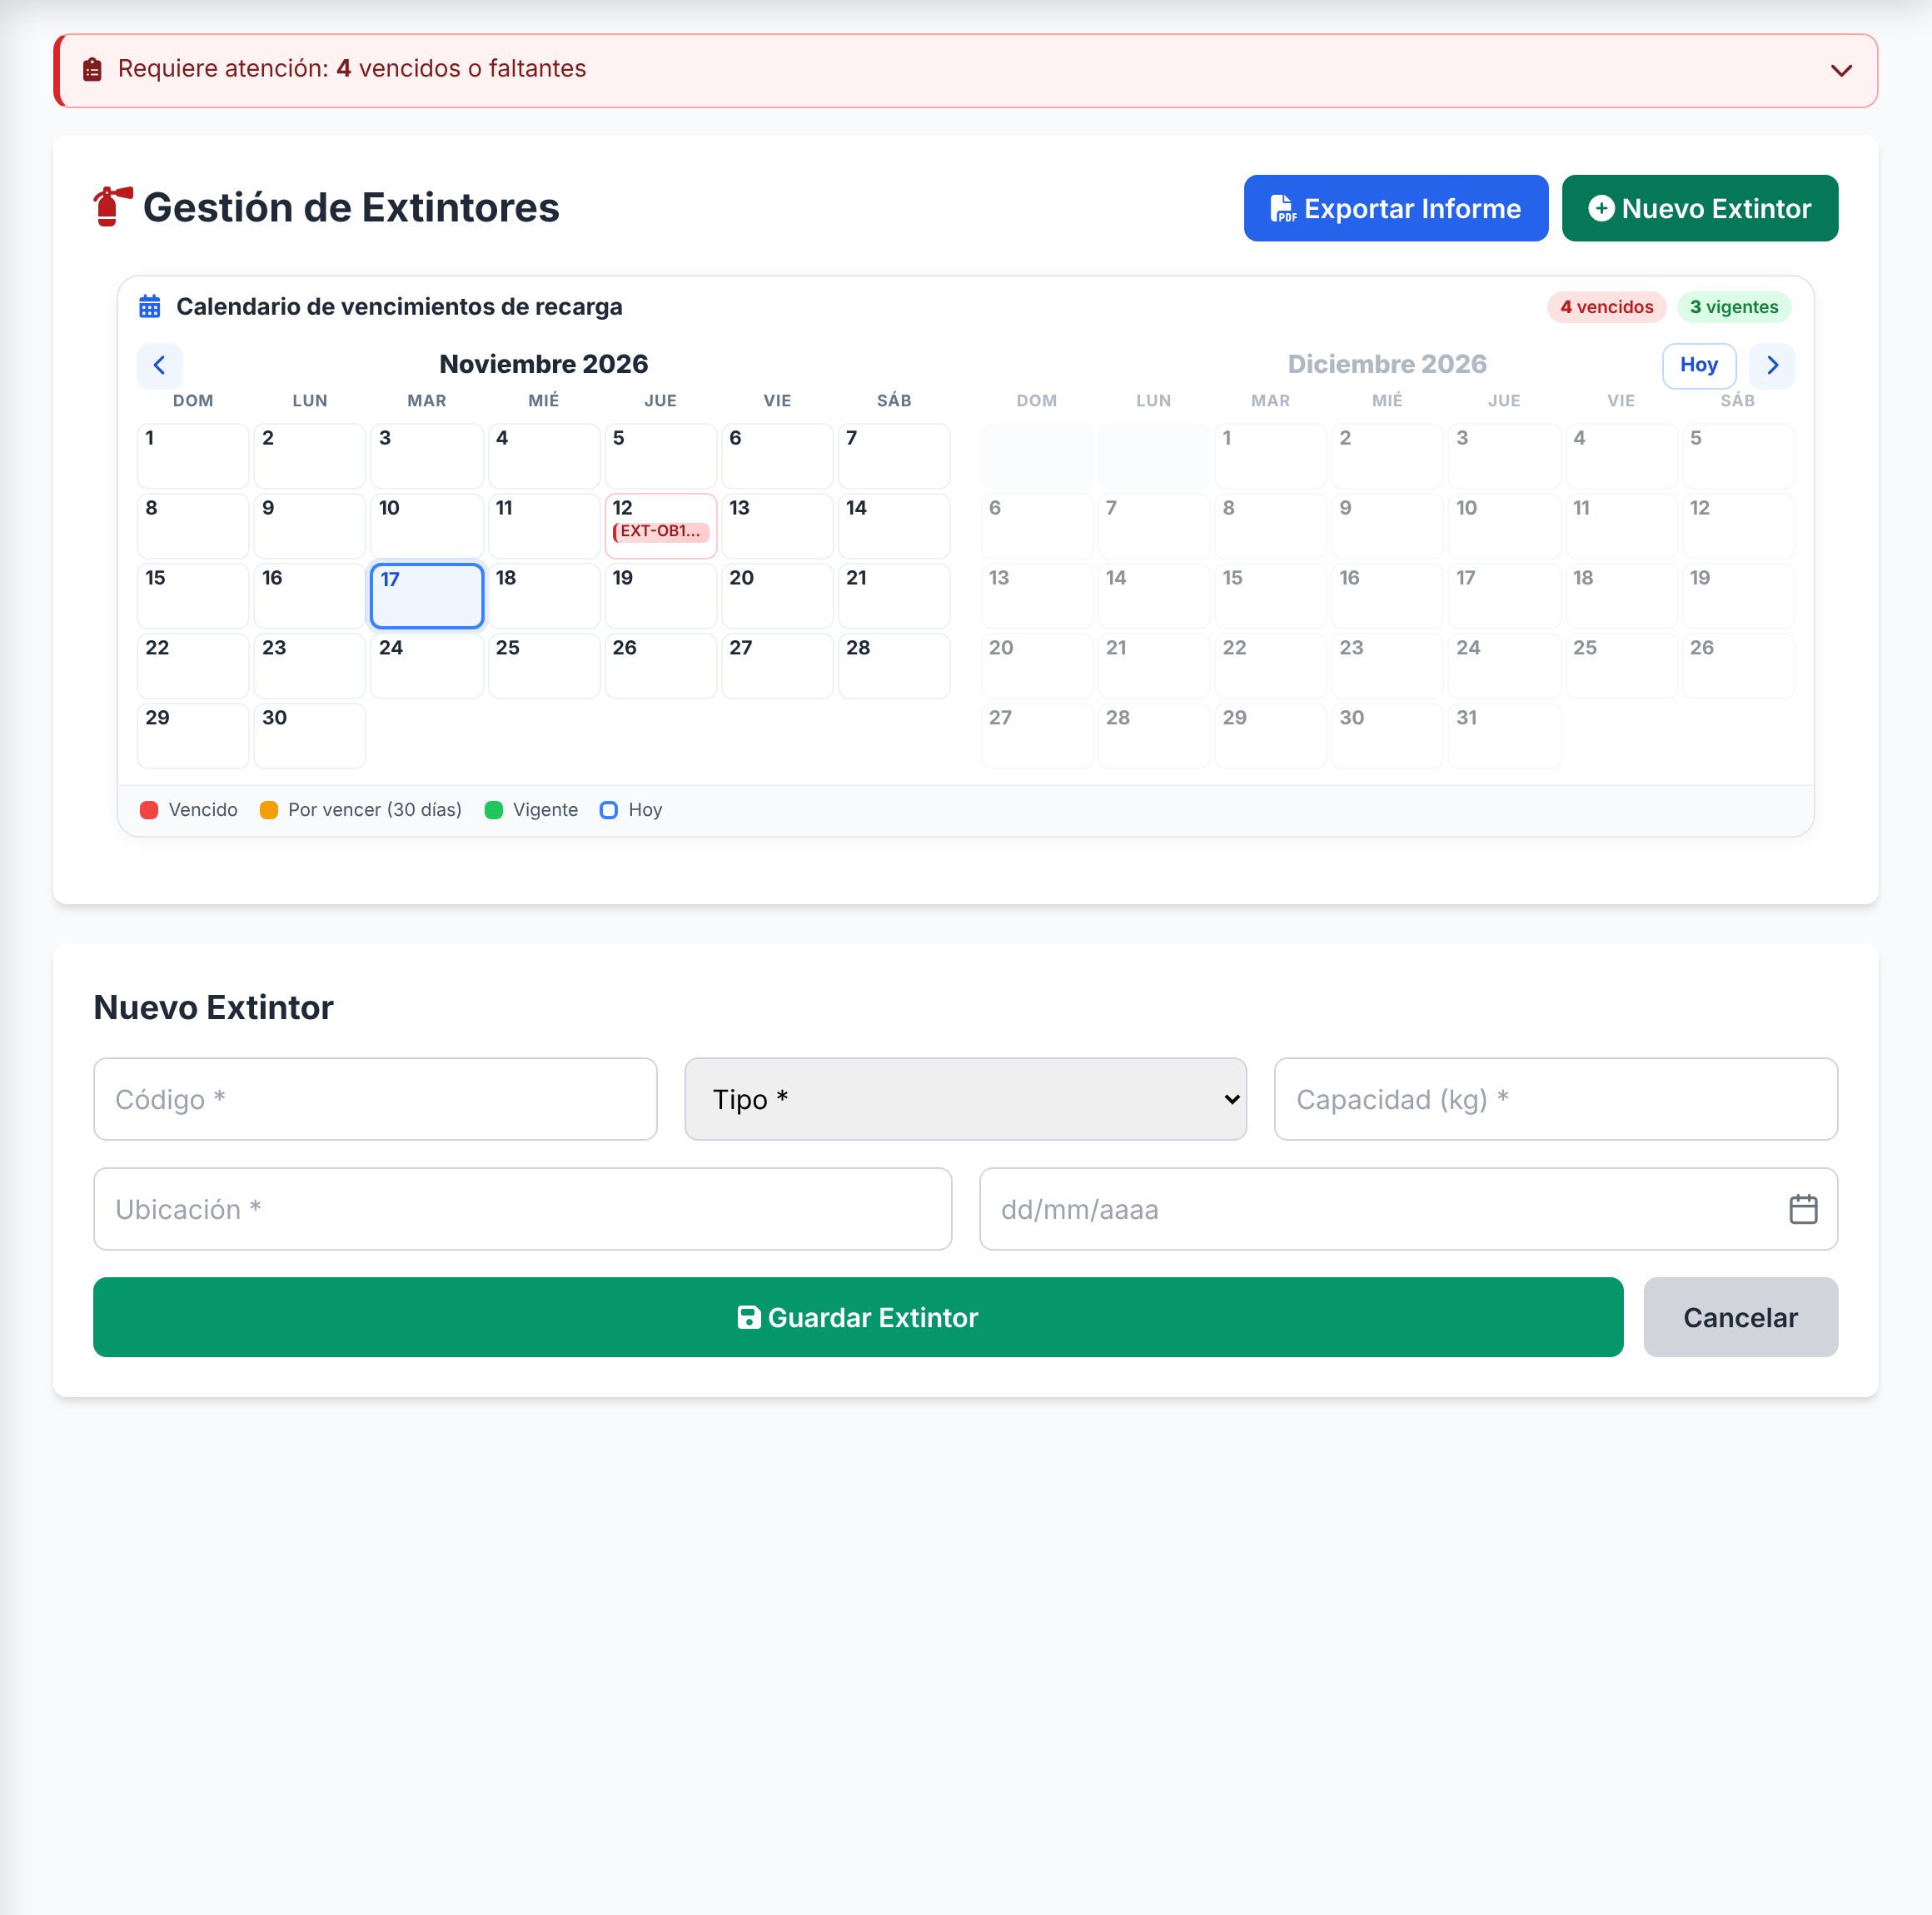 Requiere atención: 4 vencidos o faltantes
Gestión de Extintores
PDF Exportar Informe
Nuevo Extintor
Calendario de vencimientos de recarga
4 vencidos
3 vigentes
Noviembre 2026
Diciembre 2026
Hoy
DOM LUN MAR MIÉ JUE VIE SÁB DOM LUN MAR MIÉ JUE VIE SÁB
1 2 3 4 5 6 7 1 2 3 4 5
8 9 10 11 12 13 14 6 7 8 9 10 11 12
EXT-OB1...
15 16 17 18 19 20 21 13 14 15 16 17 18 19
22 23 24 25 26 27 28 20 21 22 23 24 25 26
29 30 27 28 29 30 31
Vencido Por vencer (30 días) Vigente Hoy
Nuevo Extintor
Código * Tipo * Capacidad (kg) *
Ubicación * dd/mm/aaaa
Guardar Extintor Cancelar